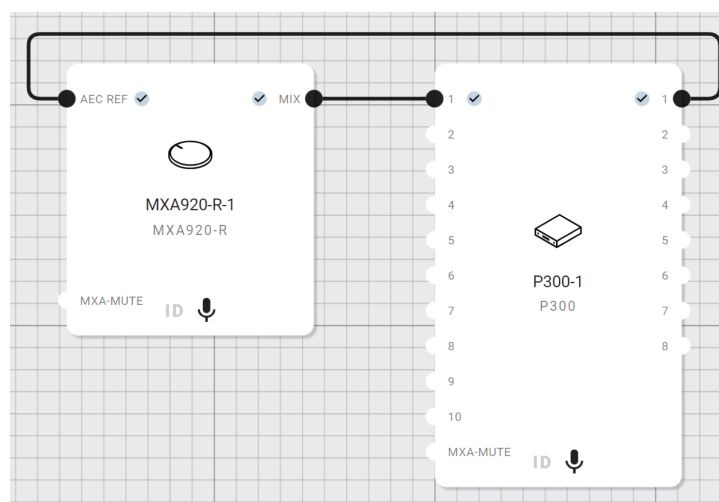 AEC REF
MIX
MXA920-R-1
MXA920-R
MXA-MUTE
ID
1
1
2
2
3
3
4
4
5
5
P300-1
6
6
P300
7
7
8
8
9
10
MXA-MUTE
ID